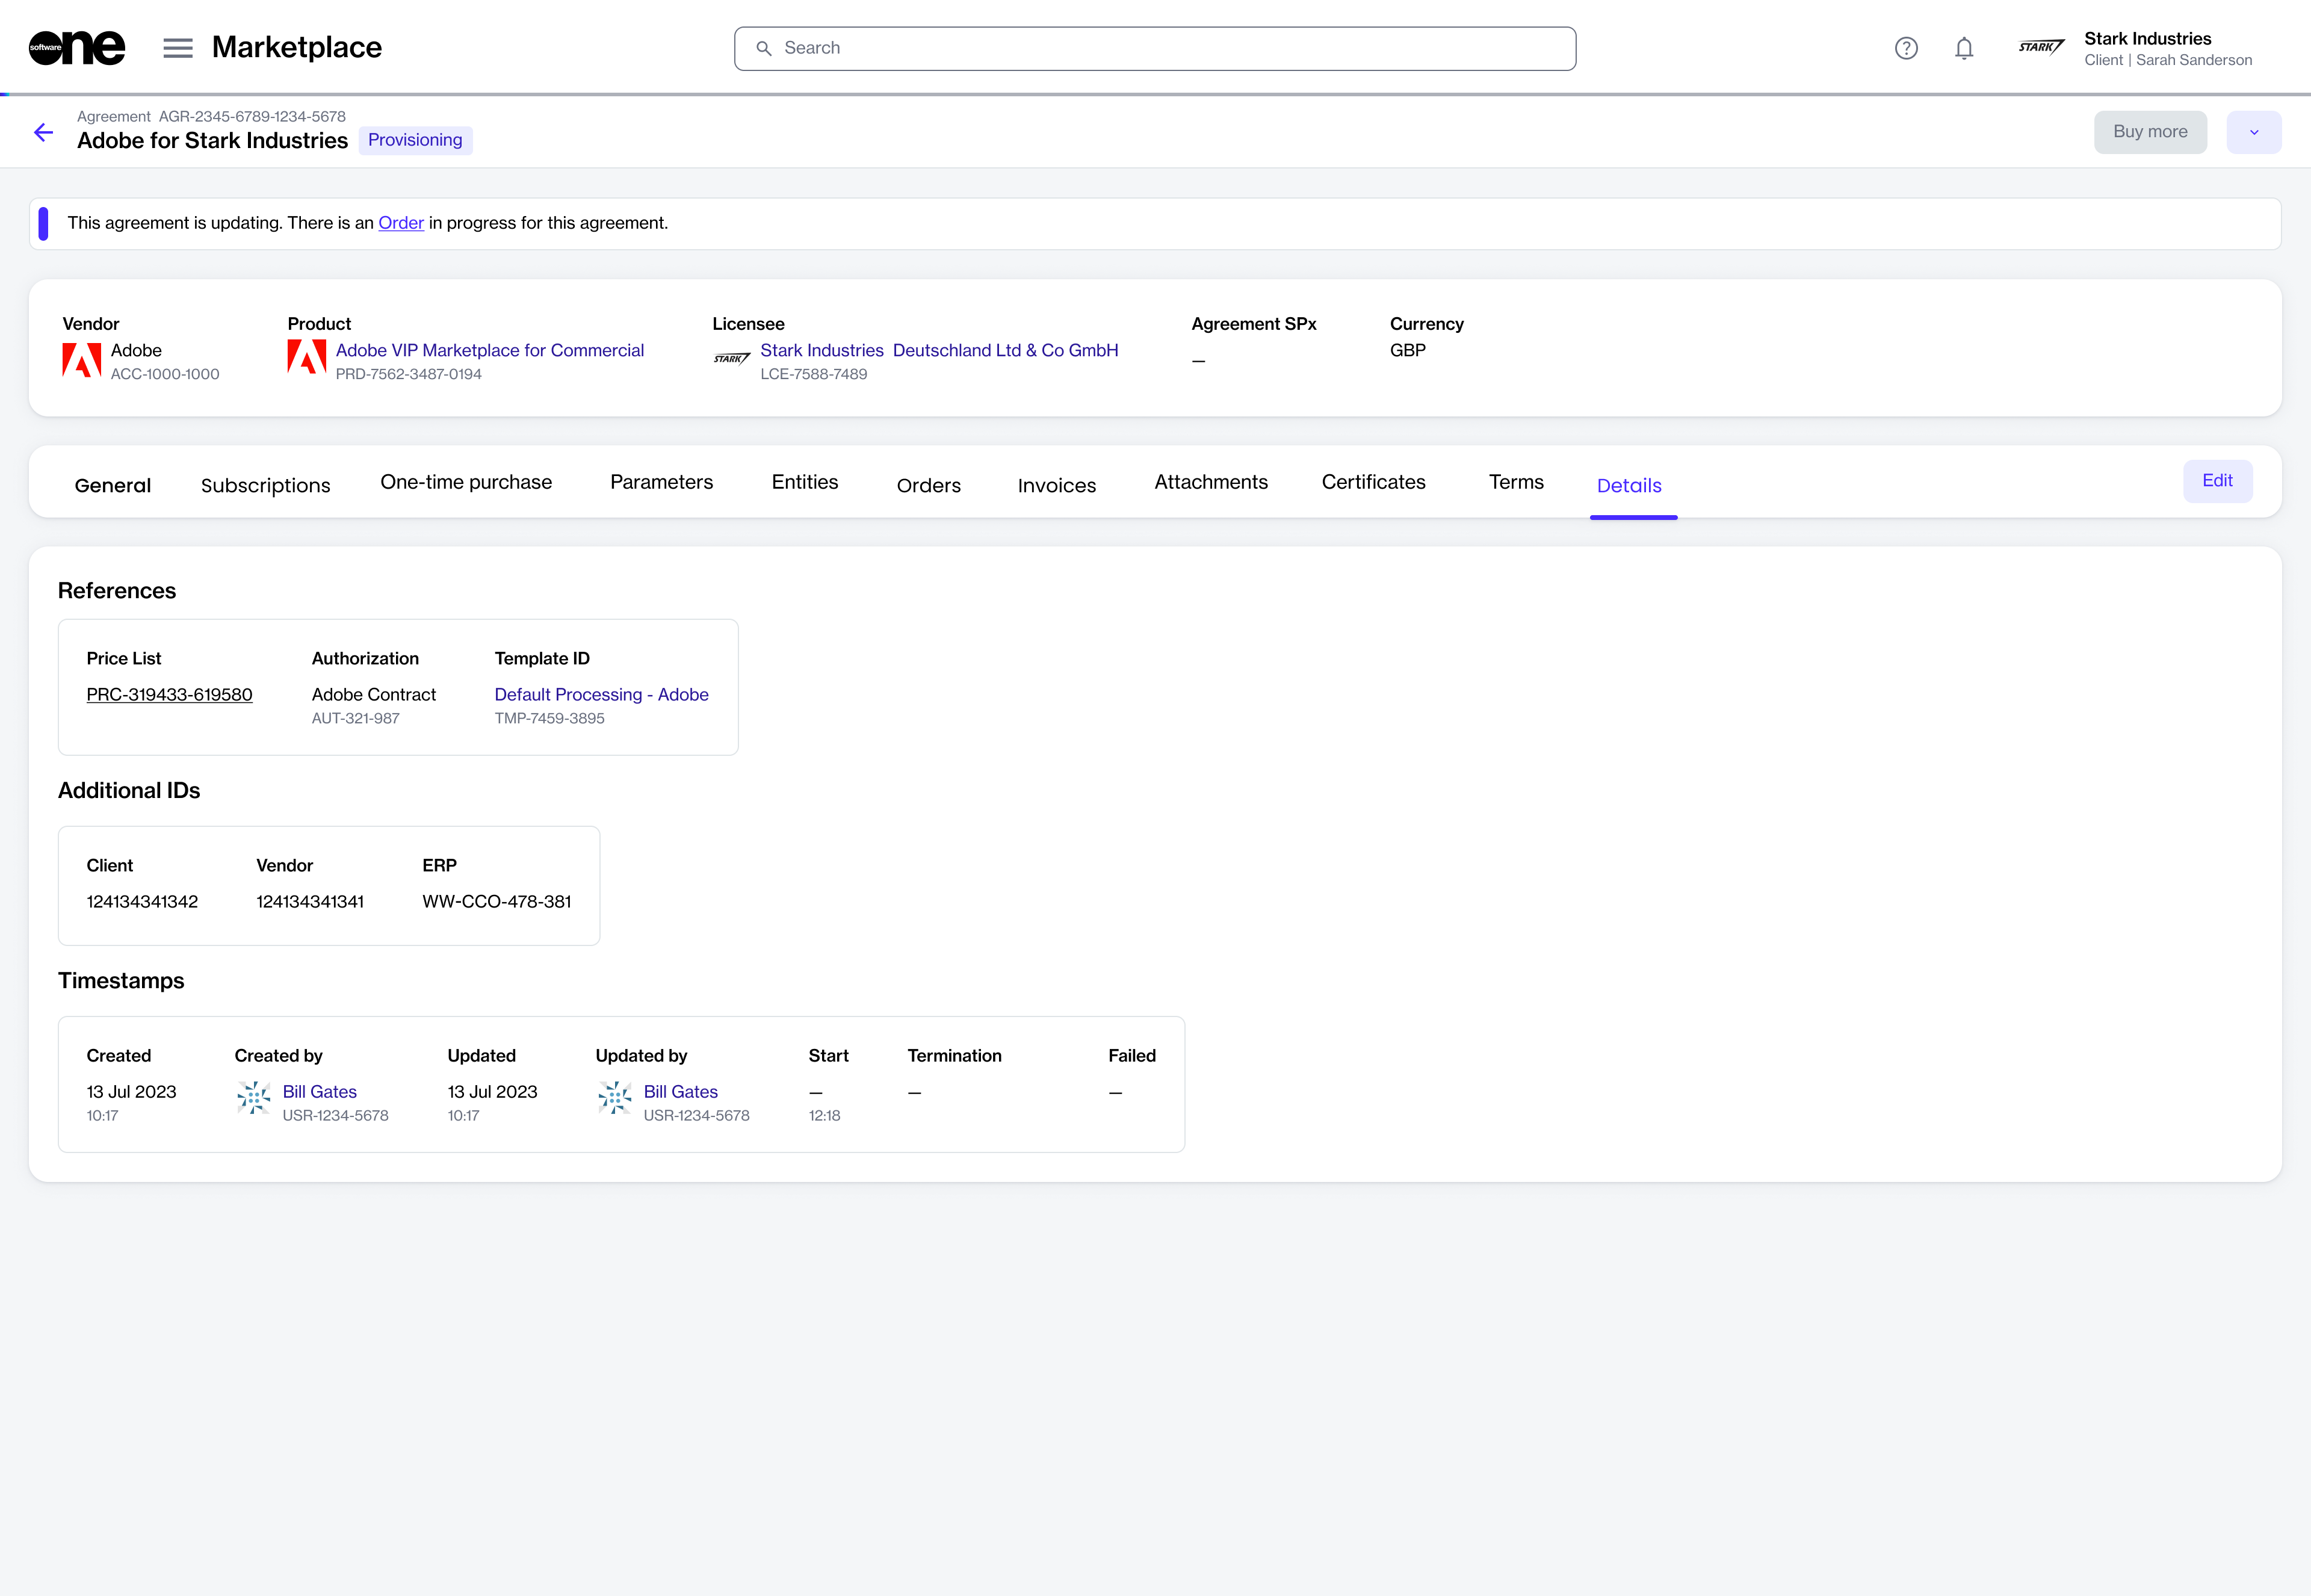 software one
Marketplace
Search
STARK
Stark Industries
Client | Sarah Sanderson
Agreement AGR-2345-6789-1234-5678
Adobe for Stark Industries
Provisioning
Buy more
This agreement is updating. There is an Order in progress for this agreement.
Vendor
Adobe
ACC-1000-1000
Product
Adobe VIP Marketplace for Commercial
PRD-7562-3487-0194
Licensee
STARK
Stark Industries Deutschland Ltd & Co GmbH
LCE-7588-7489
Agreement SPx
—
Currency
GBP
General
Subscriptions
One-time purchase
Parameters
Entities
Orders
Invoices
Attachments
Certificates
Terms
Details
Edit
References
Price List
PRC-319433-619580
Authorization
Adobe Contract
AUT-321-987
Template ID
Default Processing - Adobe
TMP-7459-3895
Additional IDs
Client
124134341342
Vendor
124134341341
ERP
WW-CCO-478-381
Timestamps
Created
13 Jul 2023
10:17
Created by
Bill Gates
USR-1234-5678
Updated
13 Jul 2023
10:17
Updated by
Bill Gates
USR-1234-5678
Start
—
12:18
Termination
—
Failed
—